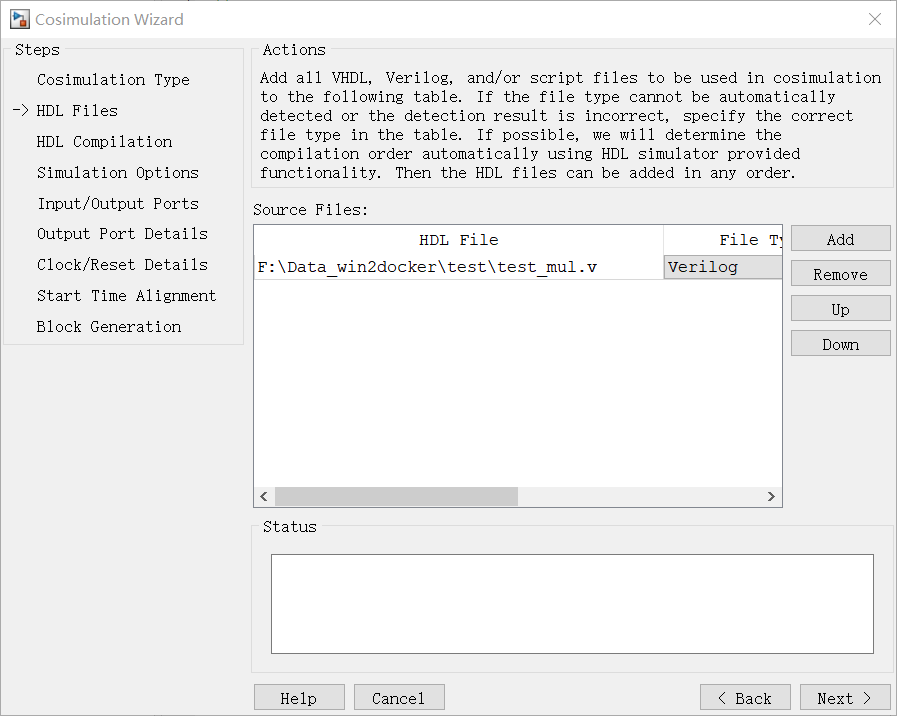 Cosimulation Wizard
Steps
Cosimulation Type
-> HDL Files
HDL Compilation
Simulation Options
Input/Output Ports
Output Port Details
Clock/Reset Details
Start Time Alignment
Block Generation
Actions
Add all VHDL, Verilog, and/or script files to be used in cosimulation
to the following table. If the file type cannot be automatically
detected or the detection result is incorrect, specify the correct
file type in the table. If possible, we will determine the
compilation order automatically using HDL simulator provided
functionality. Then the HDL files can be added in any order.
Source Files:
HDL File File Ty
F:\Data_win2docker\test\test_mul.v Verilog
Add
Remove
Up
Down
Status
Help Cancel < Back Next >